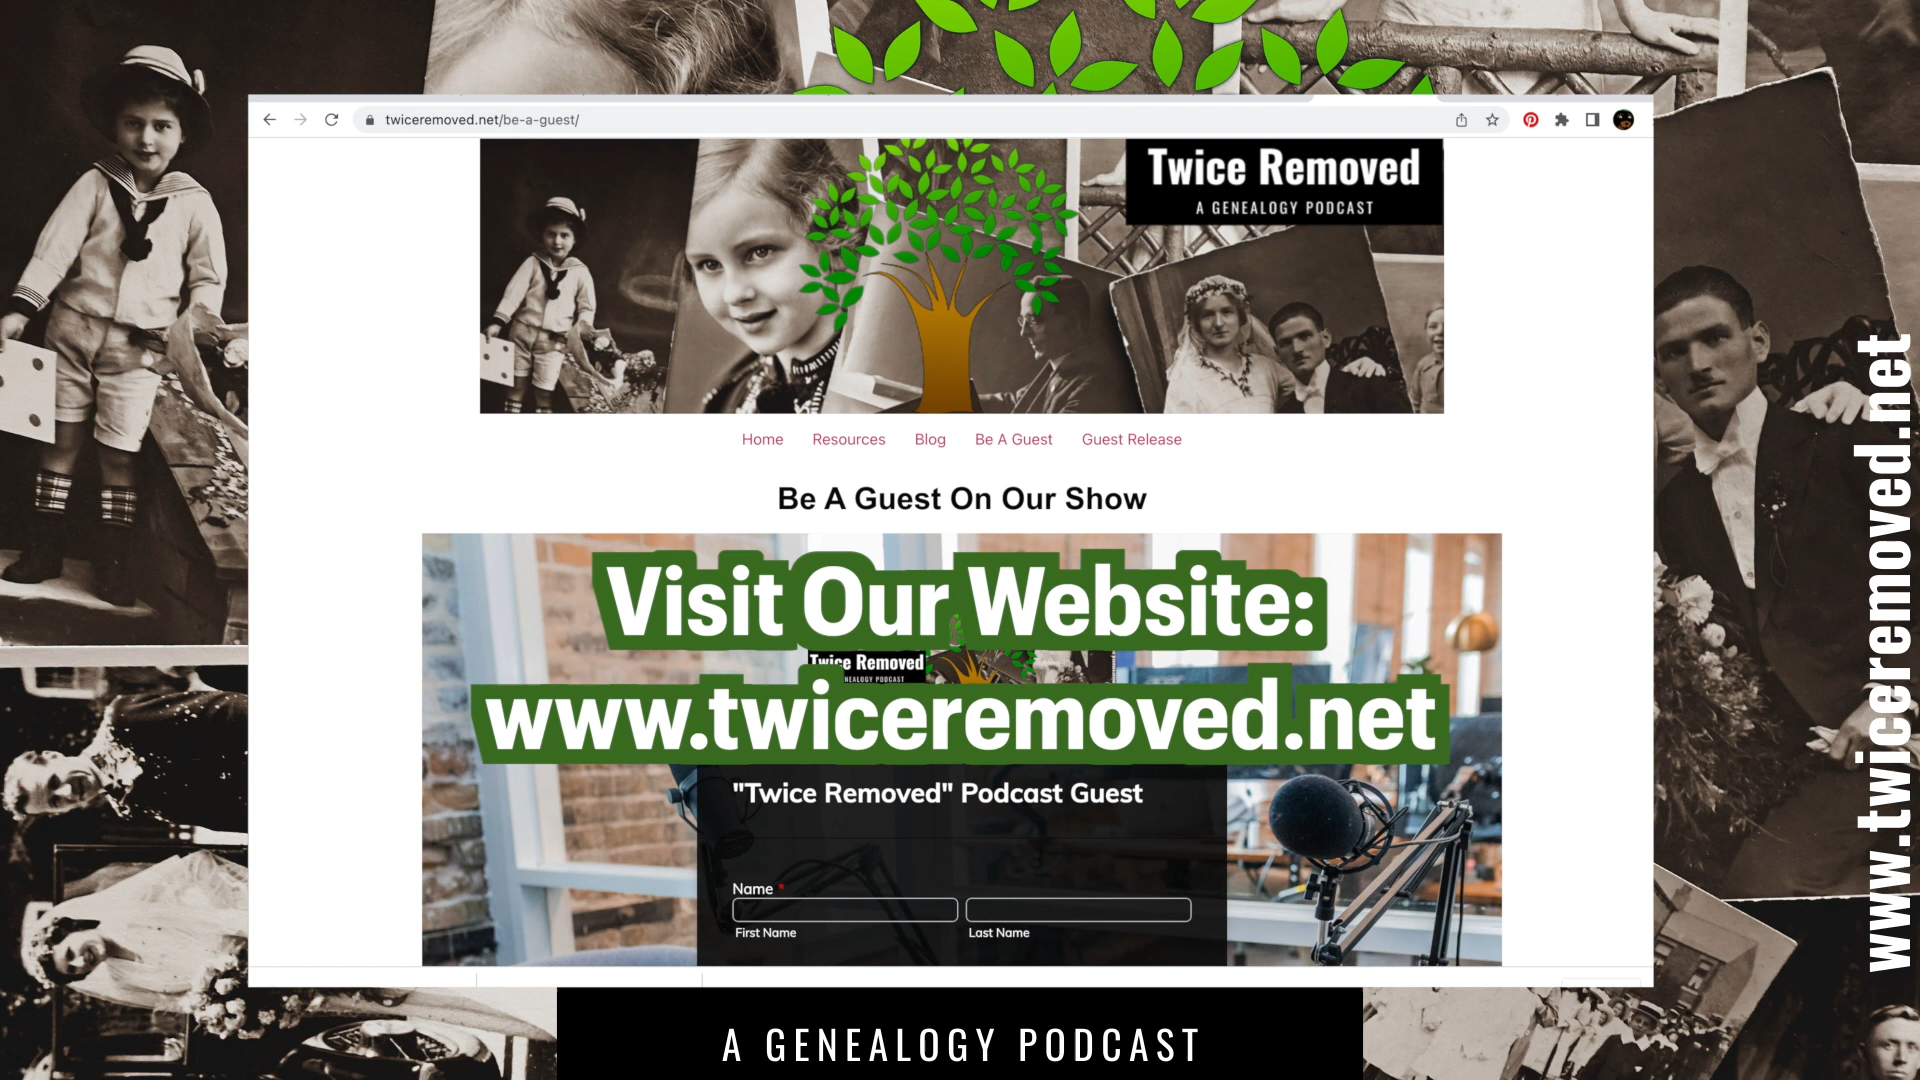 twiceremoved.net/be-a-guest/
Twice Removed
A GENEALOGY PODCAST
Home Resources Blog Be A Guest Guest Release
Be A Guest On Our Show
Visit Our Website:
Twice Removed
GENEALOGY PODCAST
www.twiceremoved.net
"Twice Removed" Podcast Guest
Name *
First Name Last Name
A GENEALOGY PODCAST
www.twiceremoved.net